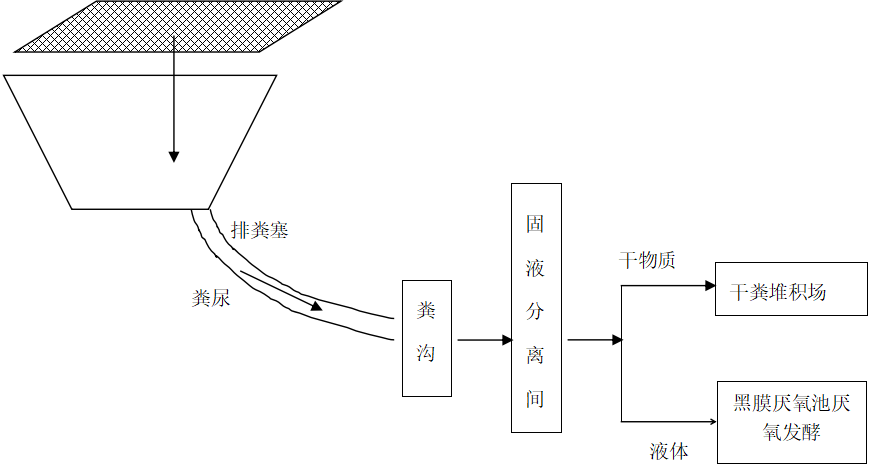 排粪塞
粪尿
粪沟
固液分离间
干物质
干粪堆积场
黑膜厌氧池厌
氧发酵
液体